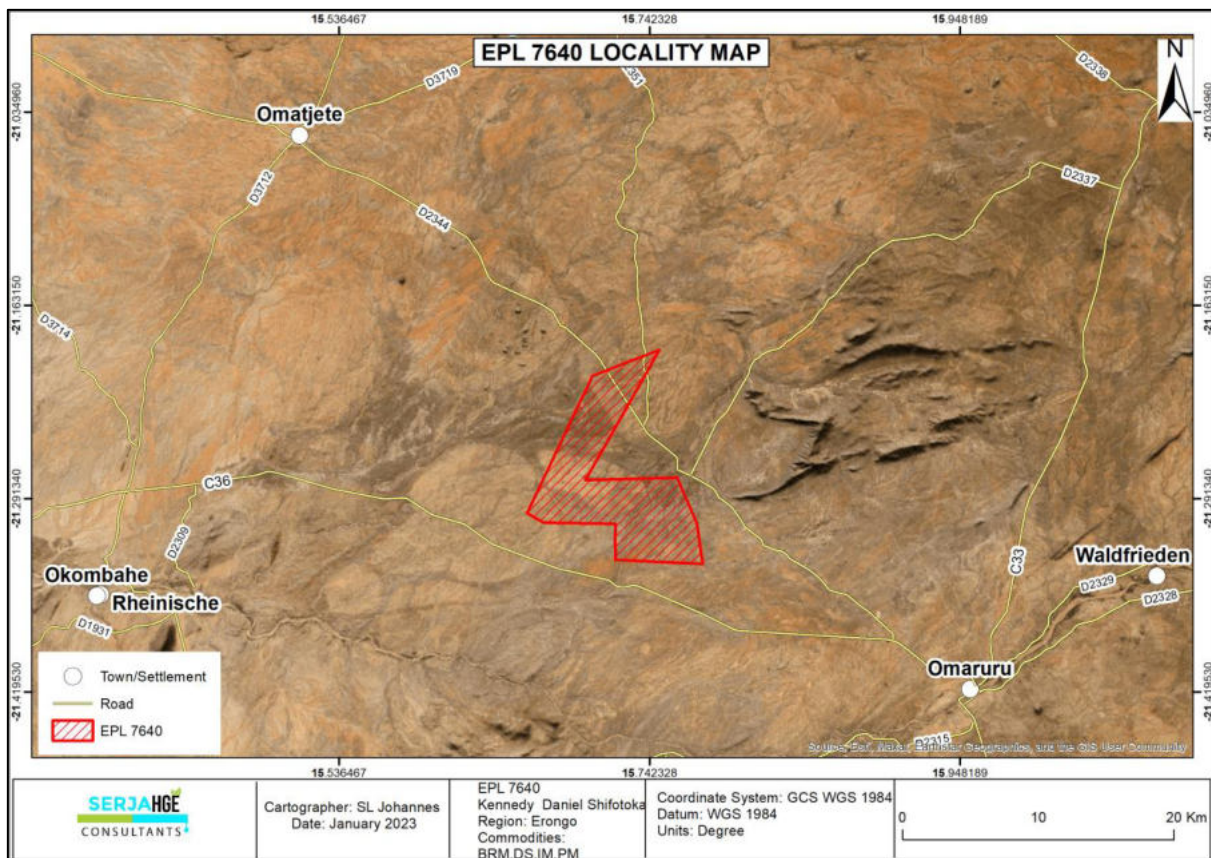 15.536467
15.742328
15.948189
EPL 7640 LOCALITY MAP
N
-21.034960
-21.034960
-21.163150
-21.163150
-21.291340
-21.291340
-21.419530
-21.419530
D3719
2351
D2338
Omatjete
D3712
D2344
D2337
D3714
C36
D2309
C33
Waldfrieden
D2329
D2328
Okombahe
Rheinische
D1931
Omaruru
D2315
Town/Settlement
Road
EPL 7640
Source: Esri, Maxar, Earthstar Geographics, and the GIS User Community
15.536467
15.742328
15.948189
SERJAHGE
CONSULTANTS
Cartographer: SL Johannes
Date: January 2023
EPL 7640
Kennedy Daniel Shifotoka
Region: Erongo
Commodities:
BRM,DS,IM,PM
Coordinate System: GCS WGS 1984
Datum: WGS 1984
Units: Degree
0
10
20 Km